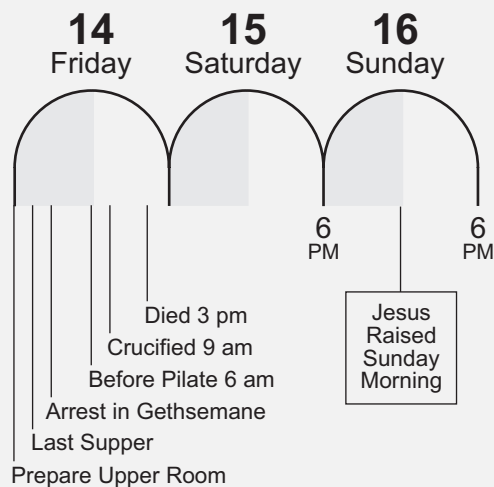 14
Friday
15
Saturday
16
Sunday
6
PM
6
PM
Died 3 pm
Crucified 9 am
Before Pilate 6 am
Arrest in Gethsemane
Last Supper
Prepare Upper Room
Jesus
Raised
Sunday
Morning